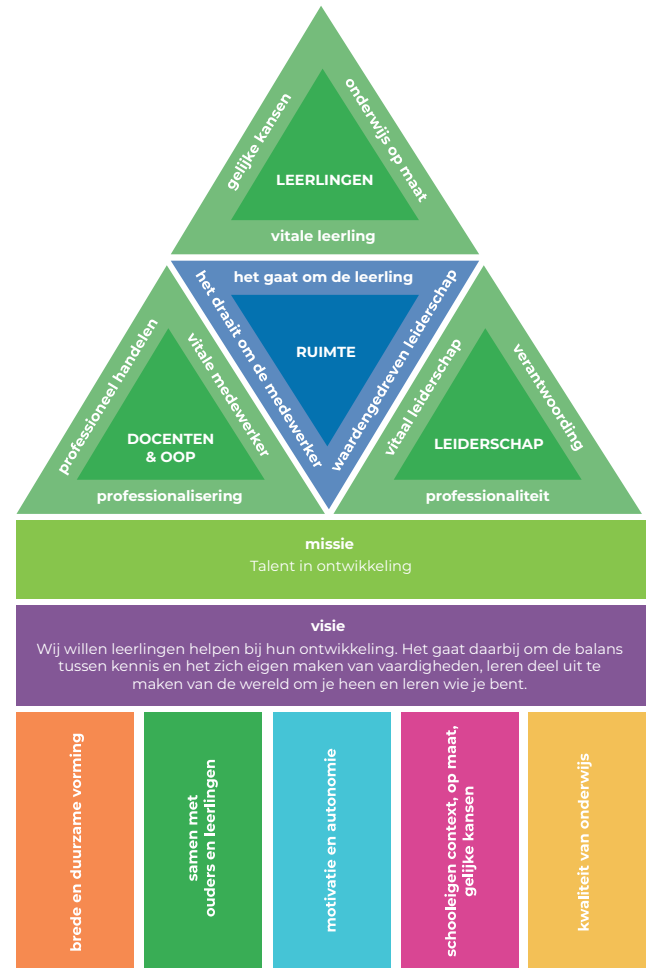 gelijke kansen
onderwijs op maat
LEERLINGEN
vitale leerling
het gaat om de leerling
het draait om de medewerker
waardengedreven leiderschap
RUIMTE
professioneel handelen
vitale medewerker
DOCENTEN
& OOP
professionalisering
vitaal leiderschap
verantwoording
LEIDERSCHAP
professionaliteit
missie
Talent in ontwikkeling
visie
Wij willen leerlingen helpen bij hun ontwikkeling. Het gaat daarbij om de balans
tussen kennis en het zich eigen maken van vaardigheden, leren deel uit te
maken van de wereld om je heen en leren wie je bent.
brede en duurzame vorming
samen met
ouders en leerlingen
motivatie en autonomie
schooleigen context, op maat,
gelijke kansen
kwaliteit van onderwijs